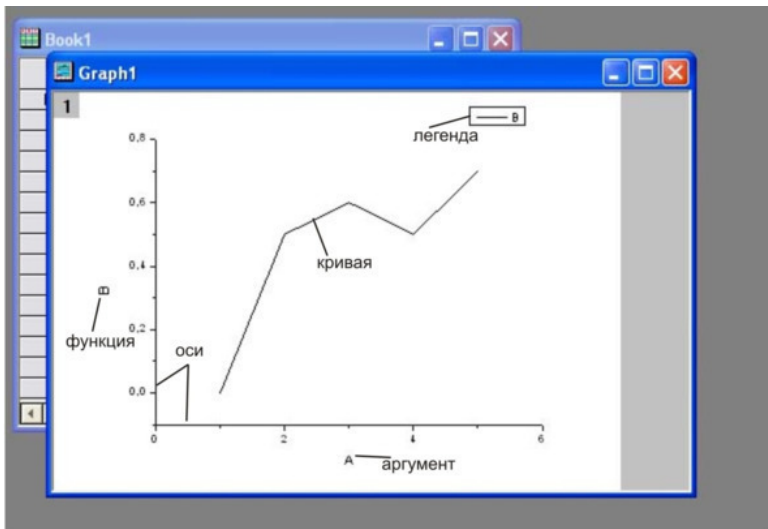 Book1
Graph1
1
B
легенда
0,8
0,6
0,4
0,2
0,0
кривая
B
функция
оси
0
2
4
6
A
аргумент